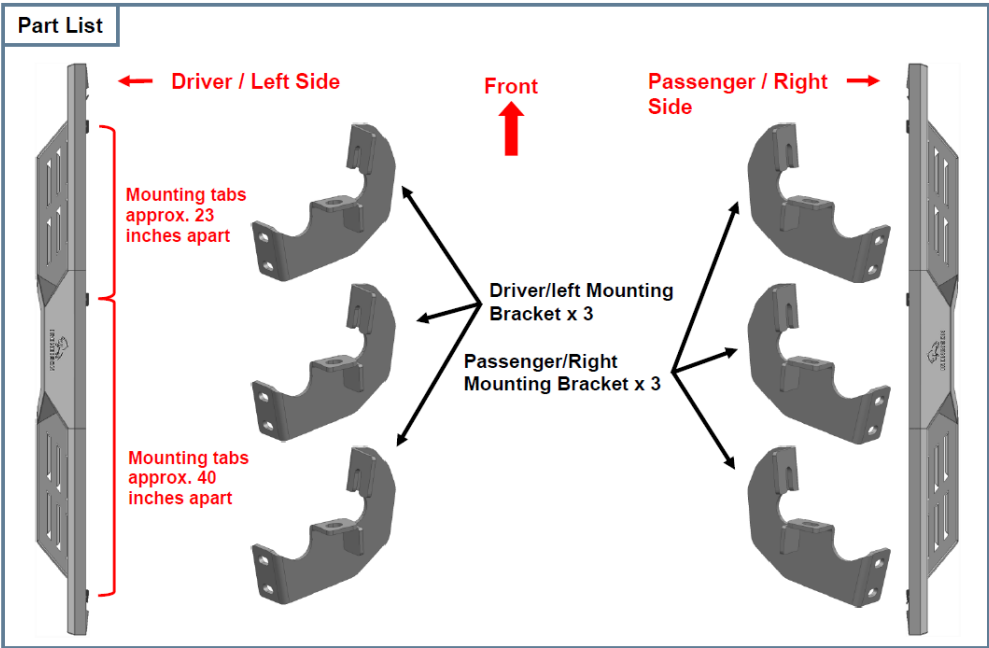 Part List
Driver / Left Side
Front
Passenger / Right
Side
Mounting tabs
approx. 23
inches apart
Driver/left Mounting
Bracket x 3
Passenger/Right
Mounting Bracket x 3
Mounting tabs
approx. 40
inches apart